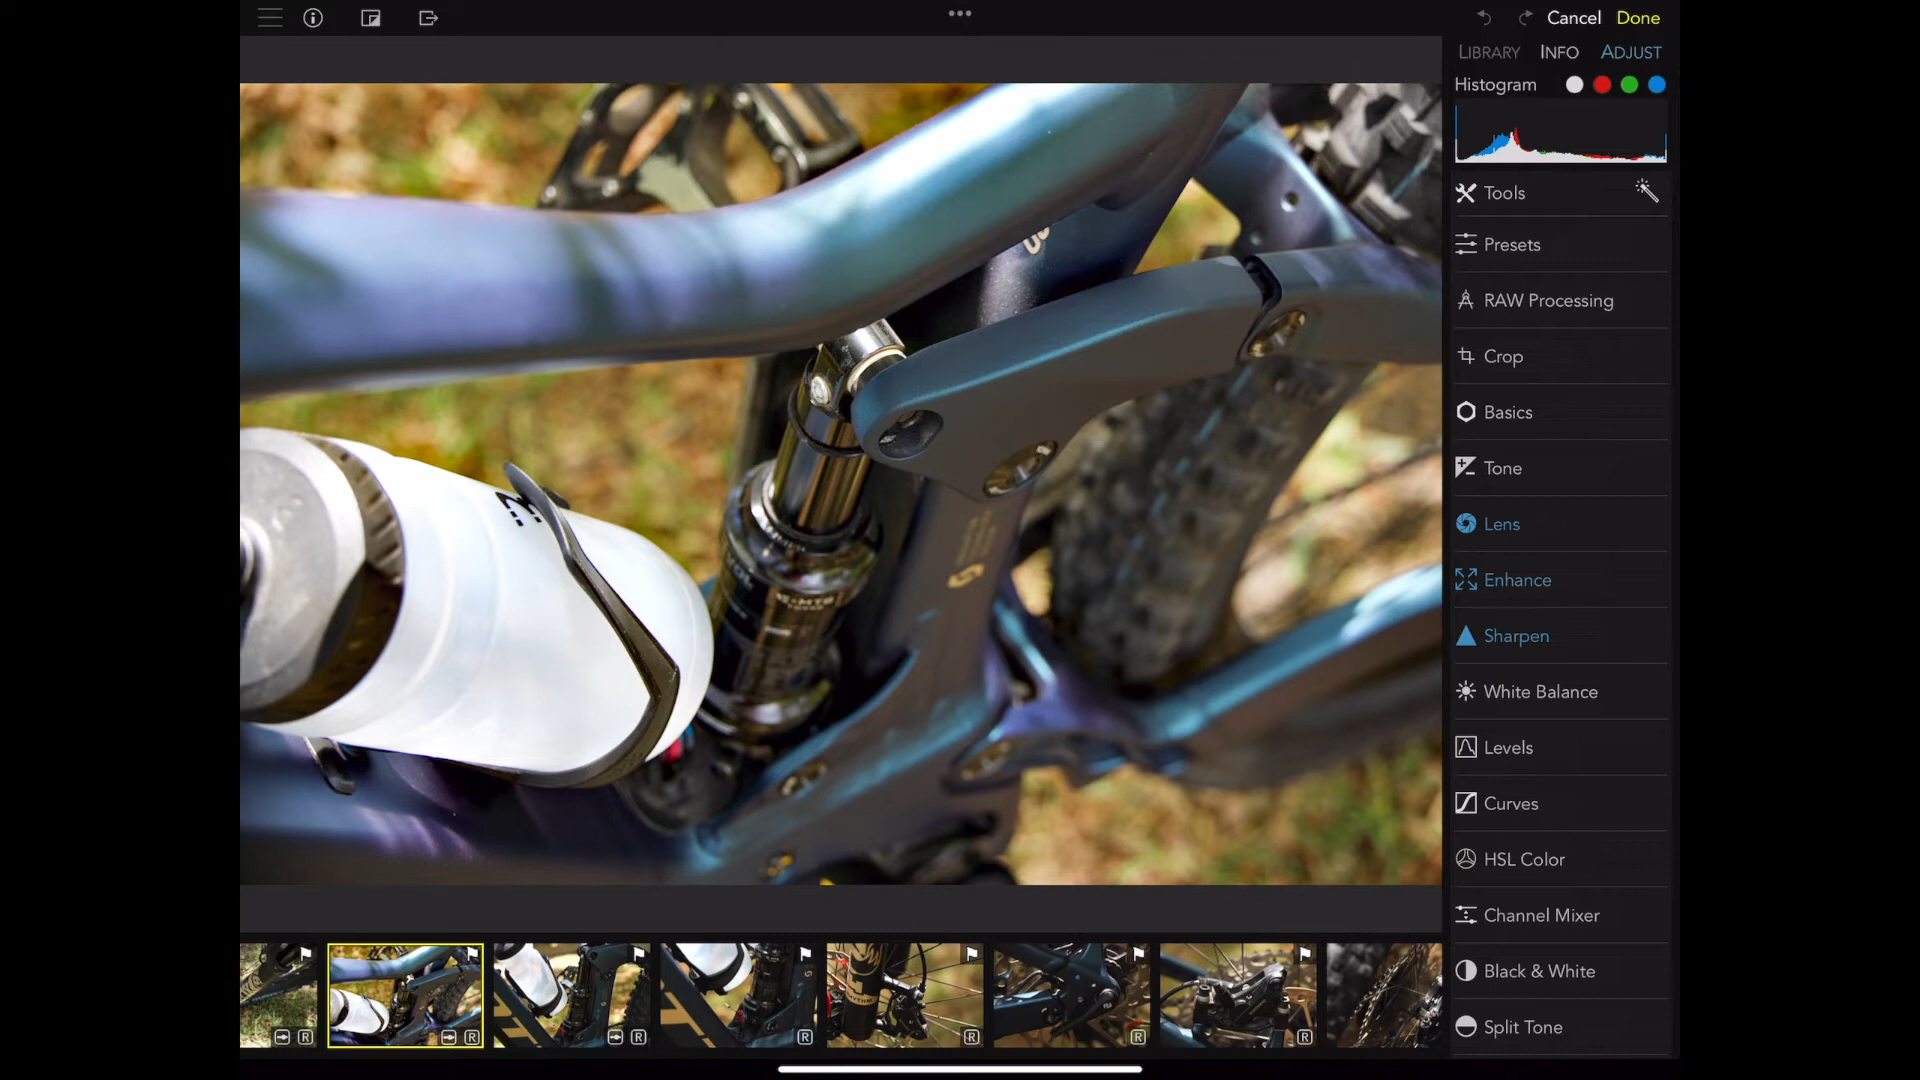 Cancel Done
LIBRARY INFO ADJUST
Histogram
Tools
Presets
RAW Processing
Crop
Basics
Tone
Lens
Enhance
Sharpen
White Balance
Levels
Curves
HSL Color
Channel Mixer
Black & White
Split Tone
E-MTB
R
R
R
R
R
R
R